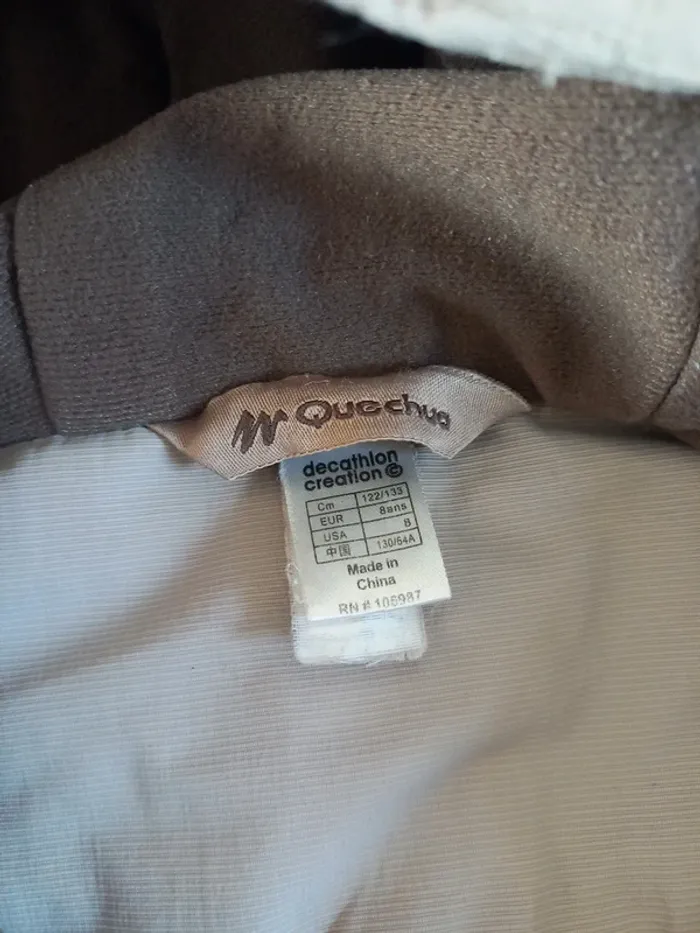 Quechua
decathlon
creation ©
Cm 122/133
EUR 8ans
USA 8
中国 130/64A
Made in
China
RN # 106987